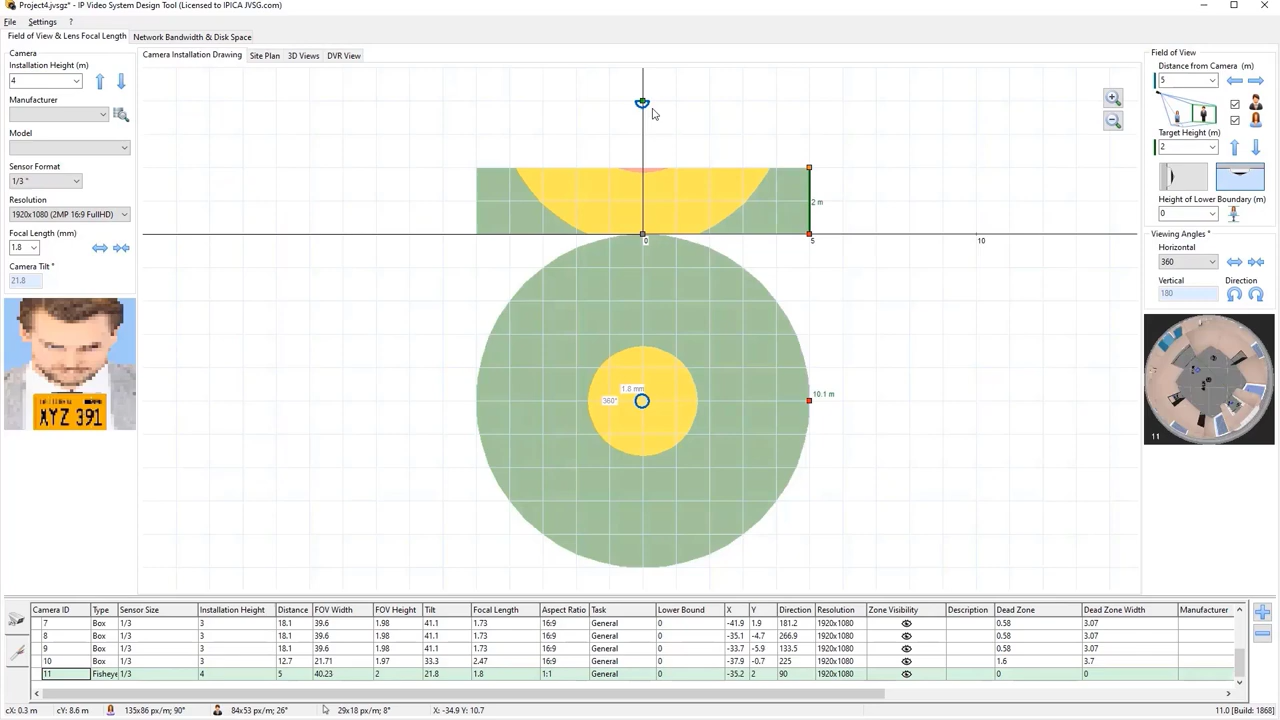 Project4.jvsgz* - IP Video System Design Tool (Licensed to IPICA JVSG.com)
File Settings ?
Field of View & Lens Focal Length Network Bandwidth & Disk Space
Camera
Installation Height (m)
4
Manufacturer
Model
Sensor Format
1/3 "
Resolution
1920x1080 (2MP 16:9 FullHD)
Focal Length (mm)
1.8
Camera Tilt °
21.8
XYZ 391
Camera Installation Drawing Site Plan 3D Views DVR View
2 m
0 5 10
1.8 mm
360°
10.1 m
Field of View
Distance from Camera (m)
5
Target Height (m)
2
Height of Lower Boundary (m)
0
Viewing Angles °
Horizontal
360
Vertical Direction
180
11
Camera ID Type Sensor Size Installation Height Distance FOV Width FOV Height Tilt Focal Length Aspect Ratio Task Lower Bound X Y Direction Resolution Zone Visibility Description Dead Zone Dead Zone Width Manufacturer
7 Box 1/3 3 18.1 39.6 1.98 41.1 1.73 16:9 General 0 -41.9 1.9 181.2 1920x1080 0.58 3.07
8 Box 1/3 3 18.1 39.6 1.98 41.1 1.73 16:9 General 0 -35.1 -4.7 266.9 1920x1080 0.58 3.07
9 Box 1/3 3 18.1 39.6 1.98 41.1 1.73 16:9 General 0 -33.7 -5.9 133.5 1920x1080 0.58 3.07
10 Box 1/3 3 12.7 21.71 1.97 33.3 2.47 16:9 General 0 -37.9 -0.7 225 1920x1080 1.6 3.7
11 Fisheye 1/3 4 5 40.23 2 21.8 1.8 1:1 General 0 -35.2 2 90 1920x1080 0 0
cX: 0.3 m cY: 8.6 m 135x86 px/m; 90° 84x53 px/m; 26° 29x18 px/m; 8° X: -34.9 Y: 10.7 11.0 [Build: 1868]